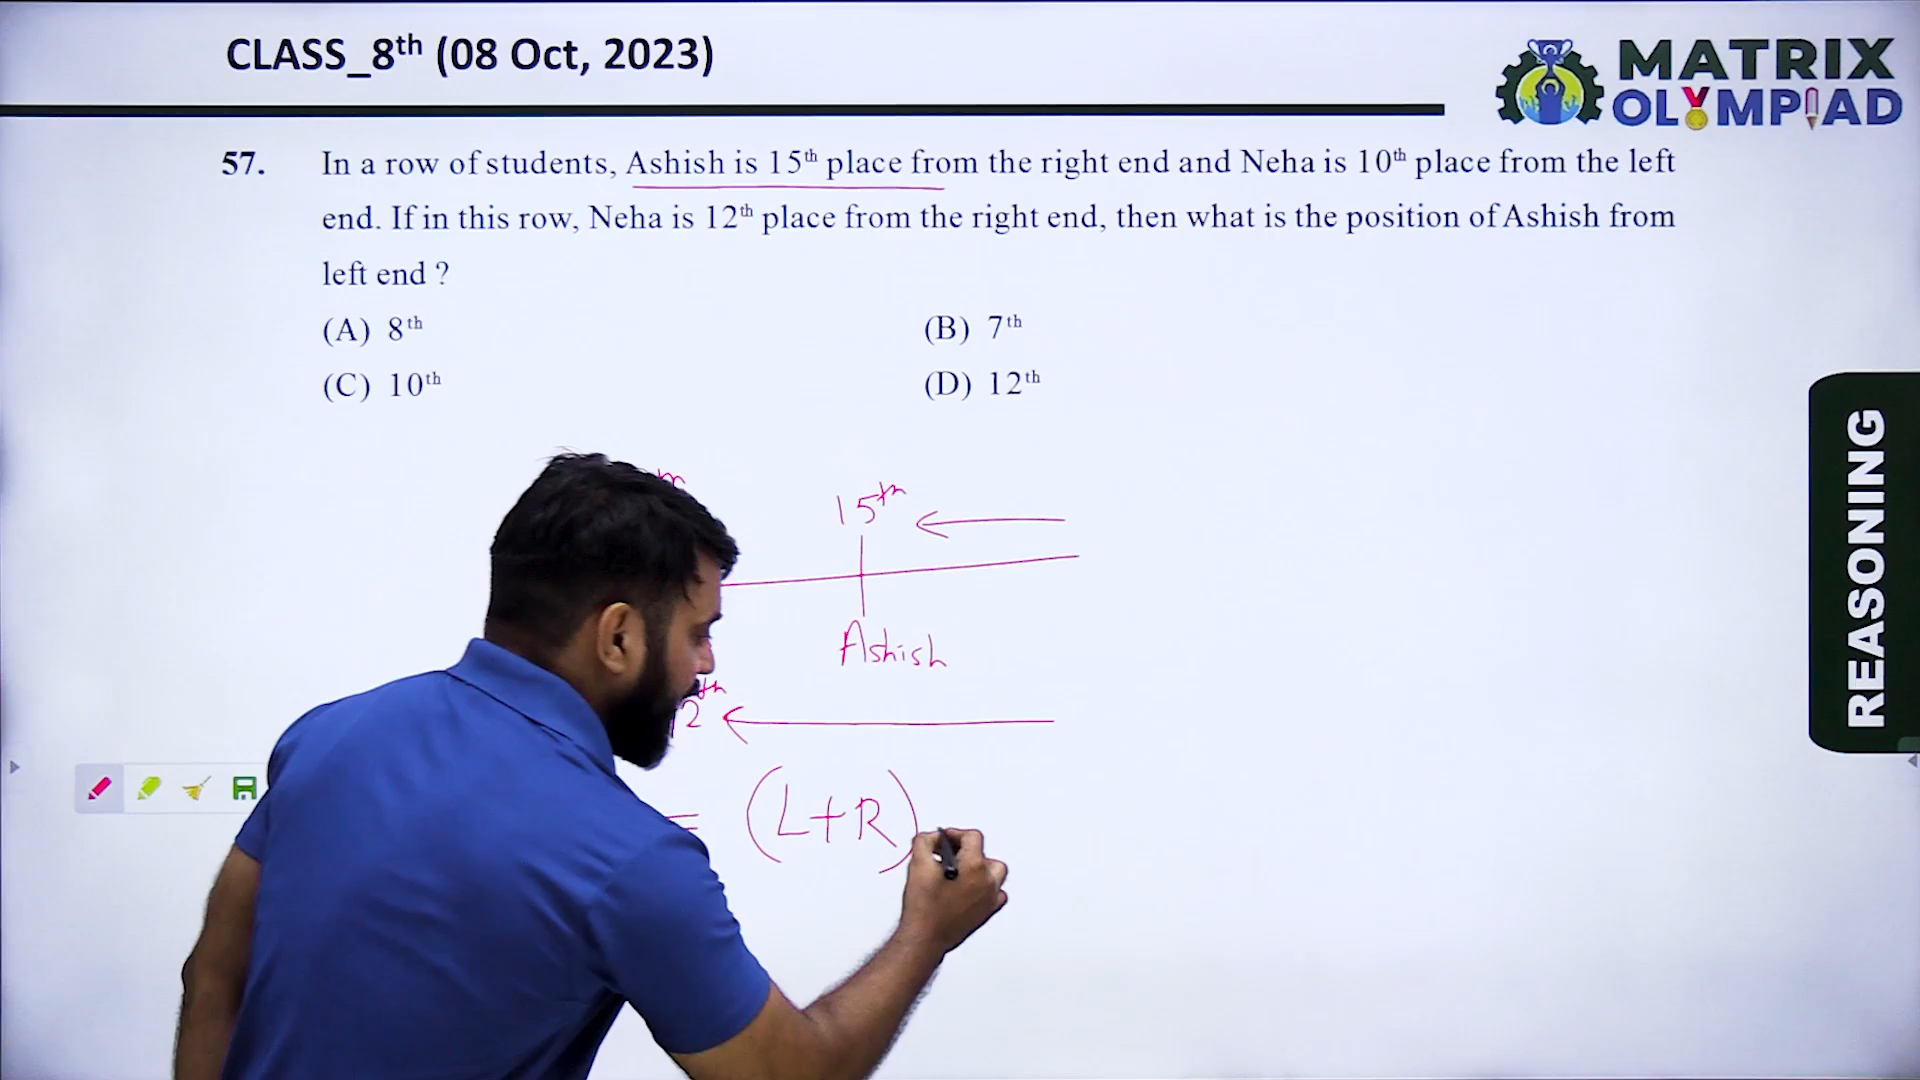 CLASS_8th (08 Oct, 2023)
MATRIX
OLYMPIAD
57. In a row of students, Ashish is 15th place from the right end and Neha is 10th place from the left
end. If in this row, Neha is 12th place from the right end, then what is the position of Ashish from
left end ?
(A) 8th (B) 7th
(C) 10th (D) 12th
REASONING
15th
Ashish
12th
= (L+R)